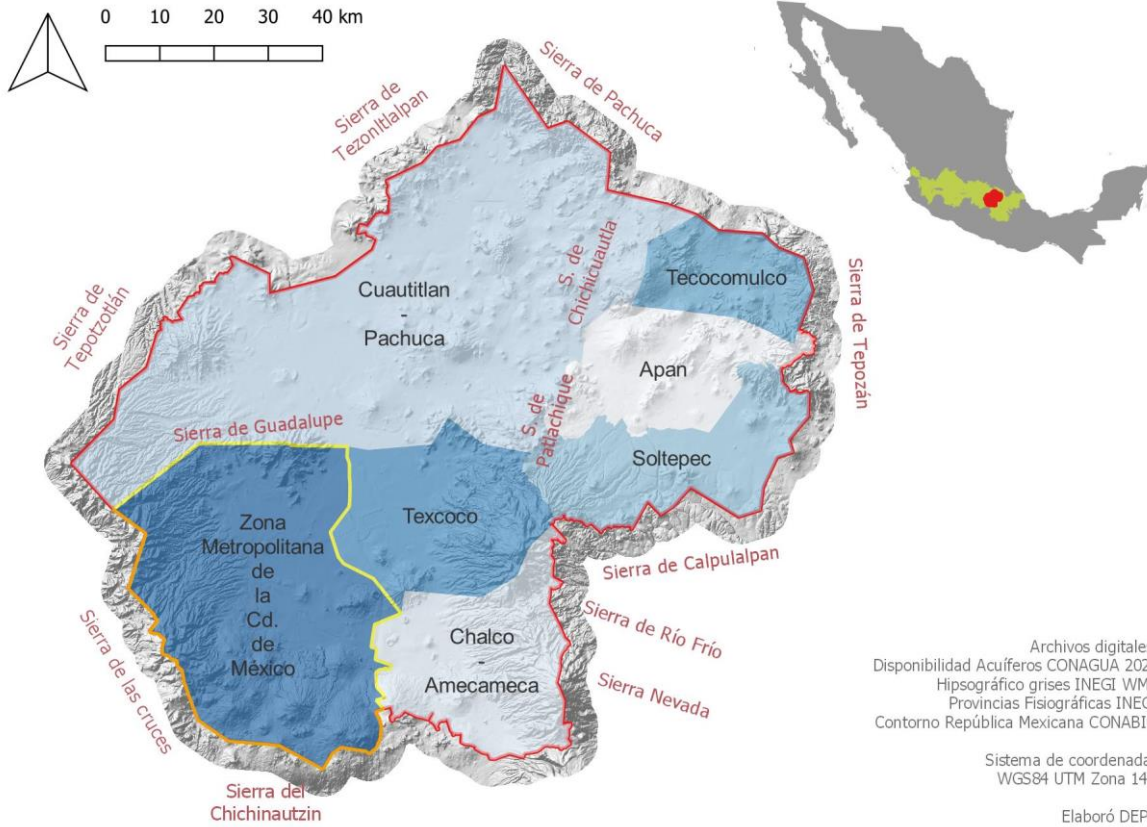 0 10 20 30 40 km
Sierra de
Tezonltlalpan
Sierra de Pachuca
Sierra de
Tepotzotlán
Cuautitlan
-
Pachuca
S. de
Chichicuautla
Tecocomulco
Sierra de Tepozán
Apan
Sierra de Guadalupe
S. de
Patlachique
Soltepec
Zona
Metropolitana
de
la
Cd.
de
México
Texcoco
Sierra de Calpulalpan
Sierra de Río Frío
Chalco
-
Amecameca
Sierra Nevada
Sierra de las cruces
Sierra del
Chichinautzin
Archivos digitale
Disponibilidad Acuíferos CONAGUA 202
Hipsográfico grises INEGI WM
Provincias Fisiográficas INEG
Contorno República Mexicana CONABI
Sistema de coordenada
WGS84 UTM Zona 14
Elaboró DEP